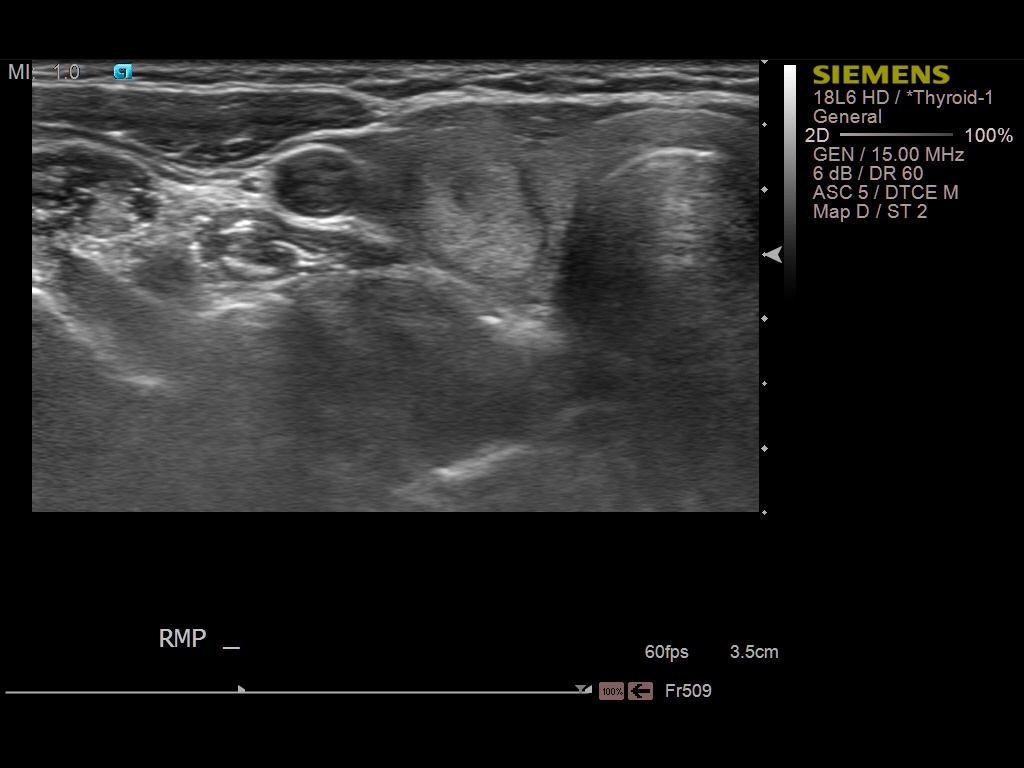 MI: 1.0
SIEMENS
18L6 HD / *Thyroid-1
General
2D 100%
GEN / 15.00 MHz
6 dB / DR 60
ASC 5 / DTCE M
Map D / ST 2
RMP _
60fps 3.5cm
100% Fr509